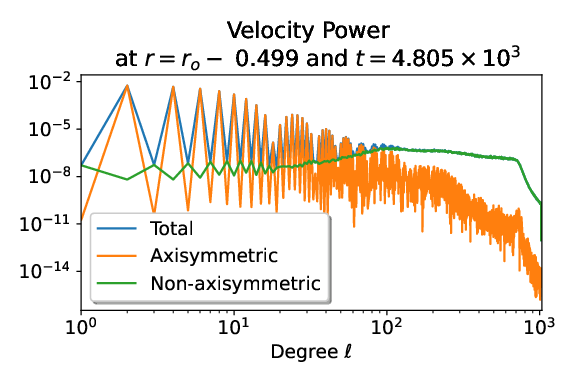 Velocity Power
at r = r_o − 0.499 and t = 4.805 × 10^3
10^−2
10^−5
10^−8
10^−11
10^−14
Total
Axisymmetric
Non-axisymmetric
10^0 10^1 10^2 10^3
Degree ℓ